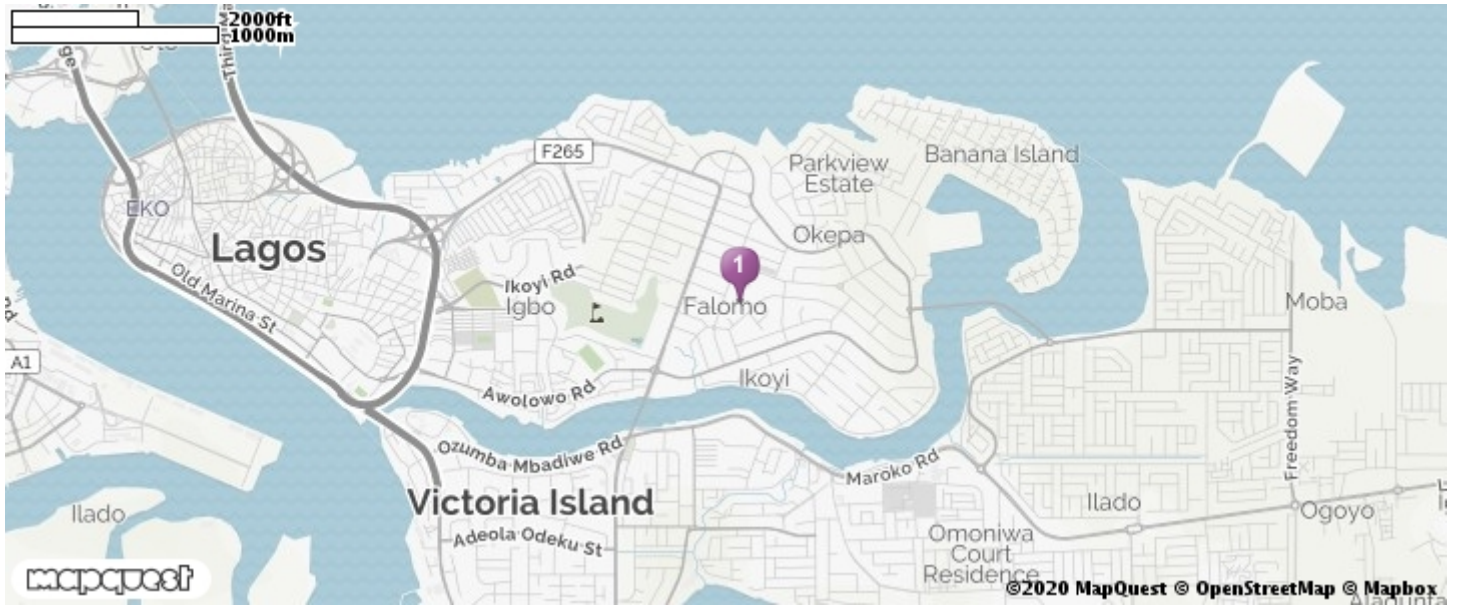 2000ft
1000m
F265
Parkview
Estate
Banana Island
EKO
Lagos
Okepa
Ikoyi Rd
Igbo
Falomo
1
Moba
Old Marina St
A1
Awolowo Rd
Ikoyi
Freedom Way
Ozumba Mbadiwe Rd
Maroko Rd
Victoria Island
Ilado
Ilado
Ogoyo
Adeola Odeku St
Omoniwa
Court
Residence
mapquest
©2020 MapQuest © OpenStreetMap © Mapbox